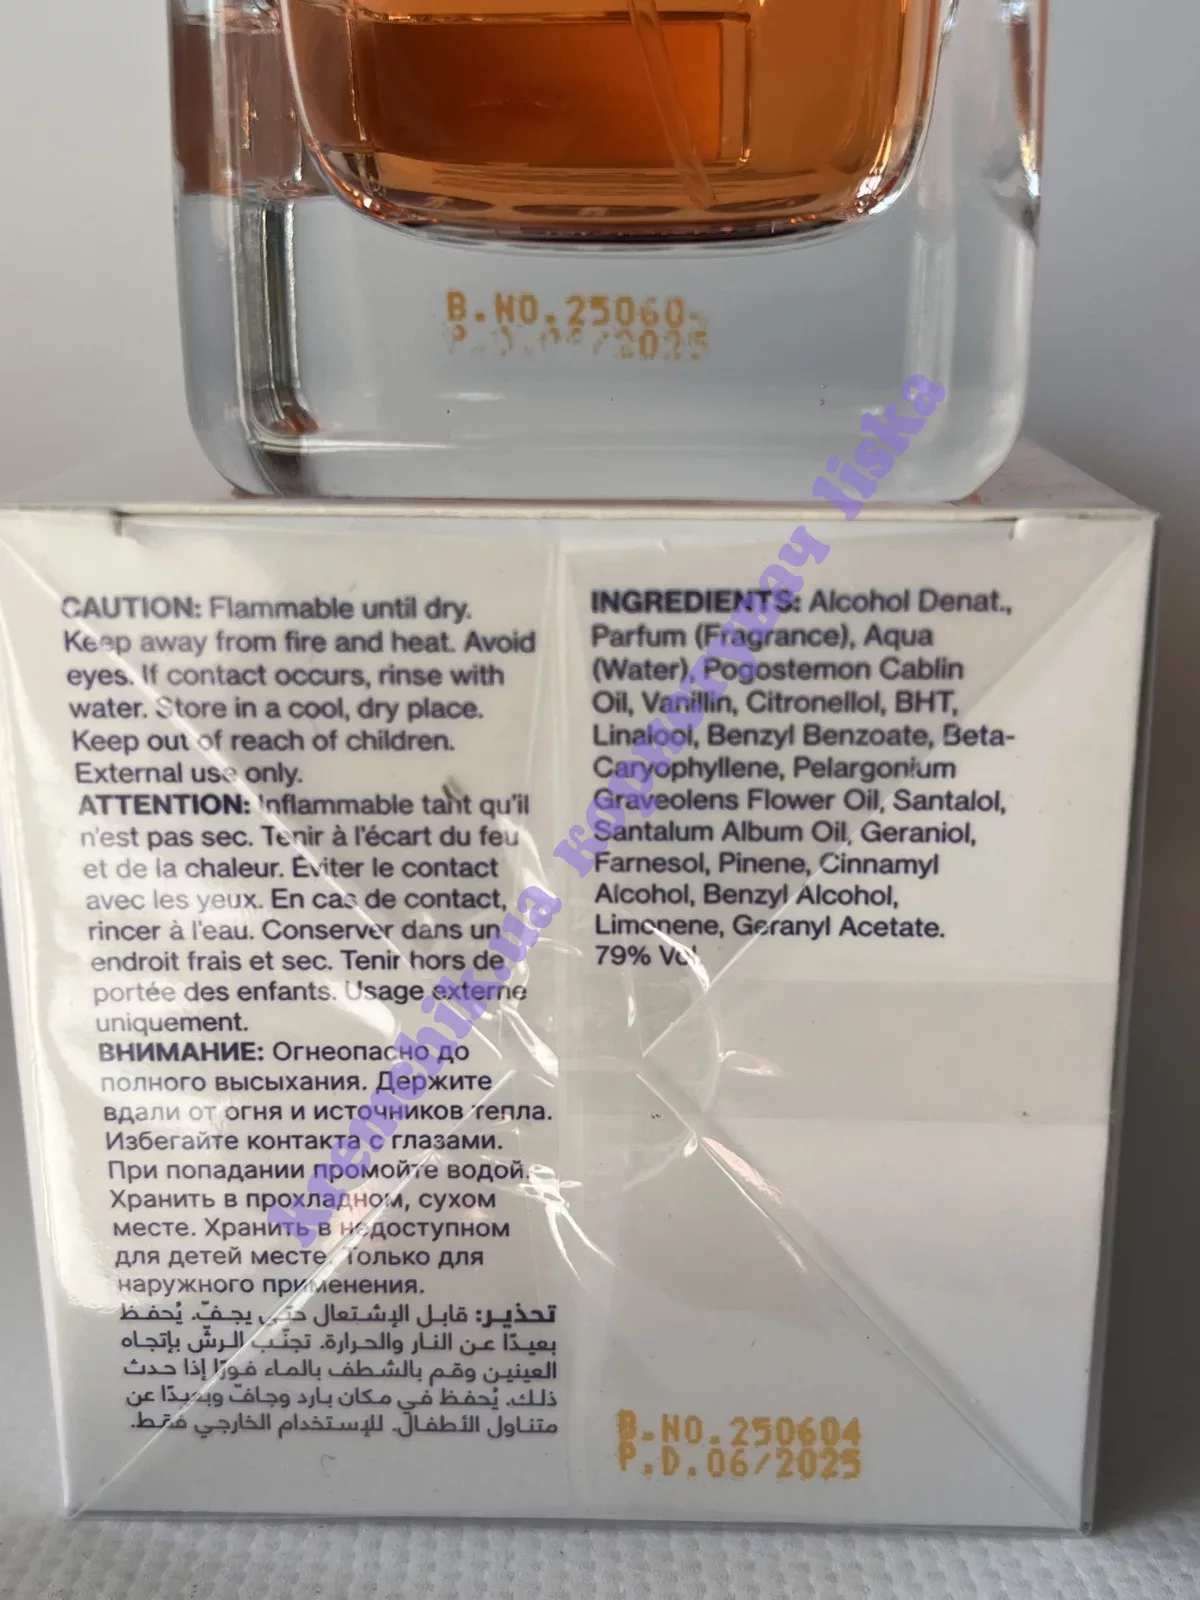 B.NO.25060
P.D.06/2025
CAUTION: Flammable until dry.
Keep away from fire and heat. Avoid
eyes. If contact occurs, rinse with
water. Store in a cool, dry place.
Keep out of reach of children.
External use only.
ATTENTION: Inflammable tant qu'il
n'est pas sec. Tenir à l'écart du feu
et de la chaleur. Éviter le contact
avec les yeux. En cas de contact,
rincer à l'eau. Conserver dans un
endroit frais et sec. Tenir hors de
portée des enfants. Usage externe
uniquement.
ВНИМАНИЕ: Огнеопасно до
полного высыхания. Держите
вдали от огня и источников тепла.
Избегайте контакта с глазами.
При попадании промойте водой.
Хранить в прохладном, сухом
месте. Хранить в недоступном
для детей месте. Только для
наружного применения.
تحذير: قابل الإشتعال حتّى يجفّ. يُحفظ
بعيدًا عن النار والحرارة. تجنّب الرشّ بإتجاه
العينين وقم بالشطف بالماء فورًا إذا حدث
ذلك. يُحفظ في مكان بارد وجافّ وبعيدًا عن
متناول الأطفال. للإستخدام الخارجي فقط.
INGREDIENTS: Alcohol Denat.,
Parfum (Fragrance), Aqua
(Water), Pogostemon Cablin
Oil, Vanillin, Citronellol, BHT,
Linalool, Benzyl Benzoate, Beta-
Caryophyllene, Pelargonium
Graveolens Flower Oil, Santalol,
Santalum Album Oil, Geraniol,
Farnesol, Pinene, Cinnamyl
Alcohol, Benzyl Alcohol,
Limonene, Geranyl Acetate.
79% Vol.
B.NO.250604
P.D.06/2025
kremchik.ua користувач liska